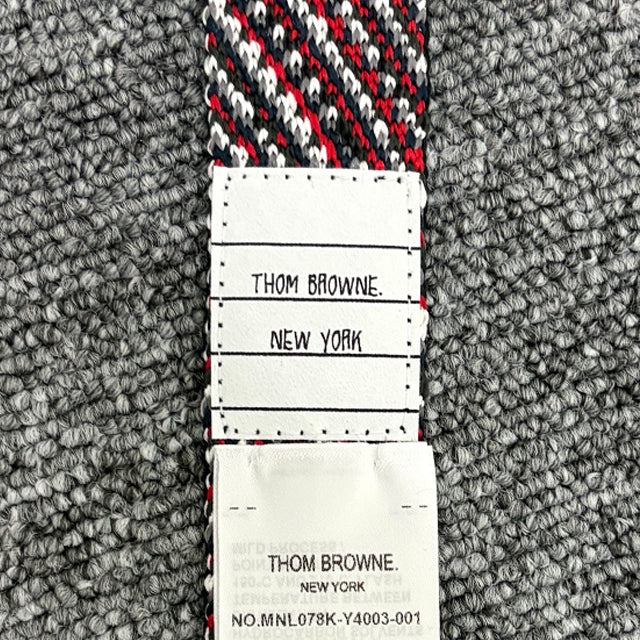 THOM BROWNE.
NEW YORK
THOM BROWNE.
NEW YORK
NO.MNL078K-Y4003-001